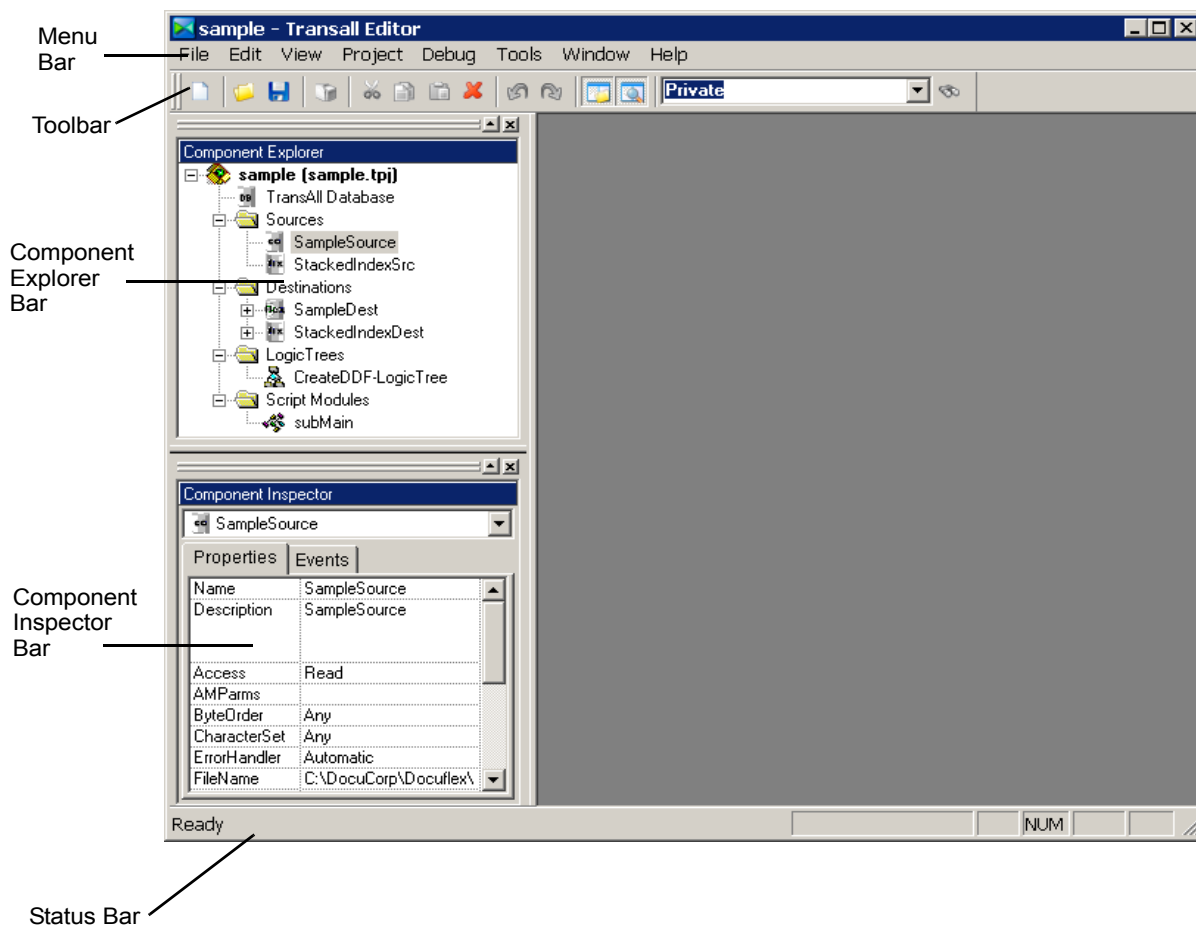 sample - Transall Editor
Menu
Bar
File Edit View Project Debug Tools Window Help
Toolbar
Private
Component Explorer
sample (sample.tpj)
TransAll Database
Sources
SampleSource
StackedIndexSrc
Component
Explorer
Bar
Destinations
SampleDest
StackedIndexDest
LogicTrees
CreateDDF-LogicTree
Script Modules
subMain
Component Inspector
SampleSource
Properties Events
Name SampleSource
Description SampleSource
Component
Inspector
Bar
Access Read
AMParms
ByteOrder Any
CharacterSet Any
ErrorHandler Automatic
FileName C:\DocuCorp\Docuflex\
Ready NUM
Status Bar